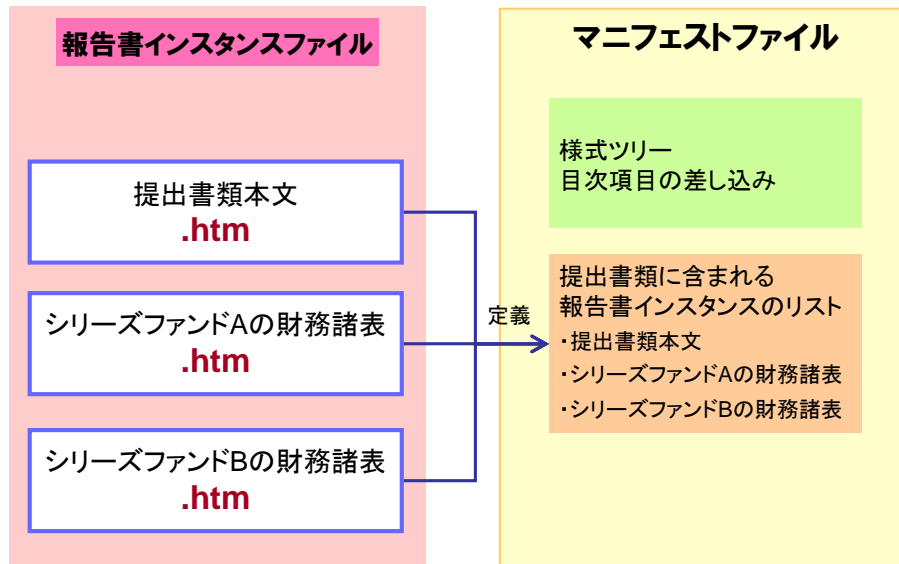 報告書インスタンスファイル
提出書類本文
.htm
シリーズファンドAの財務諸表
.htm
シリーズファンドBの財務諸表
.htm
定義
マニフェストファイル
様式ツリー
目次項目の差し込み
提出書類に含まれる
報告書インスタンスのリスト
・提出書類本文
・シリーズファンドAの財務諸表
・シリーズファンドBの財務諸表